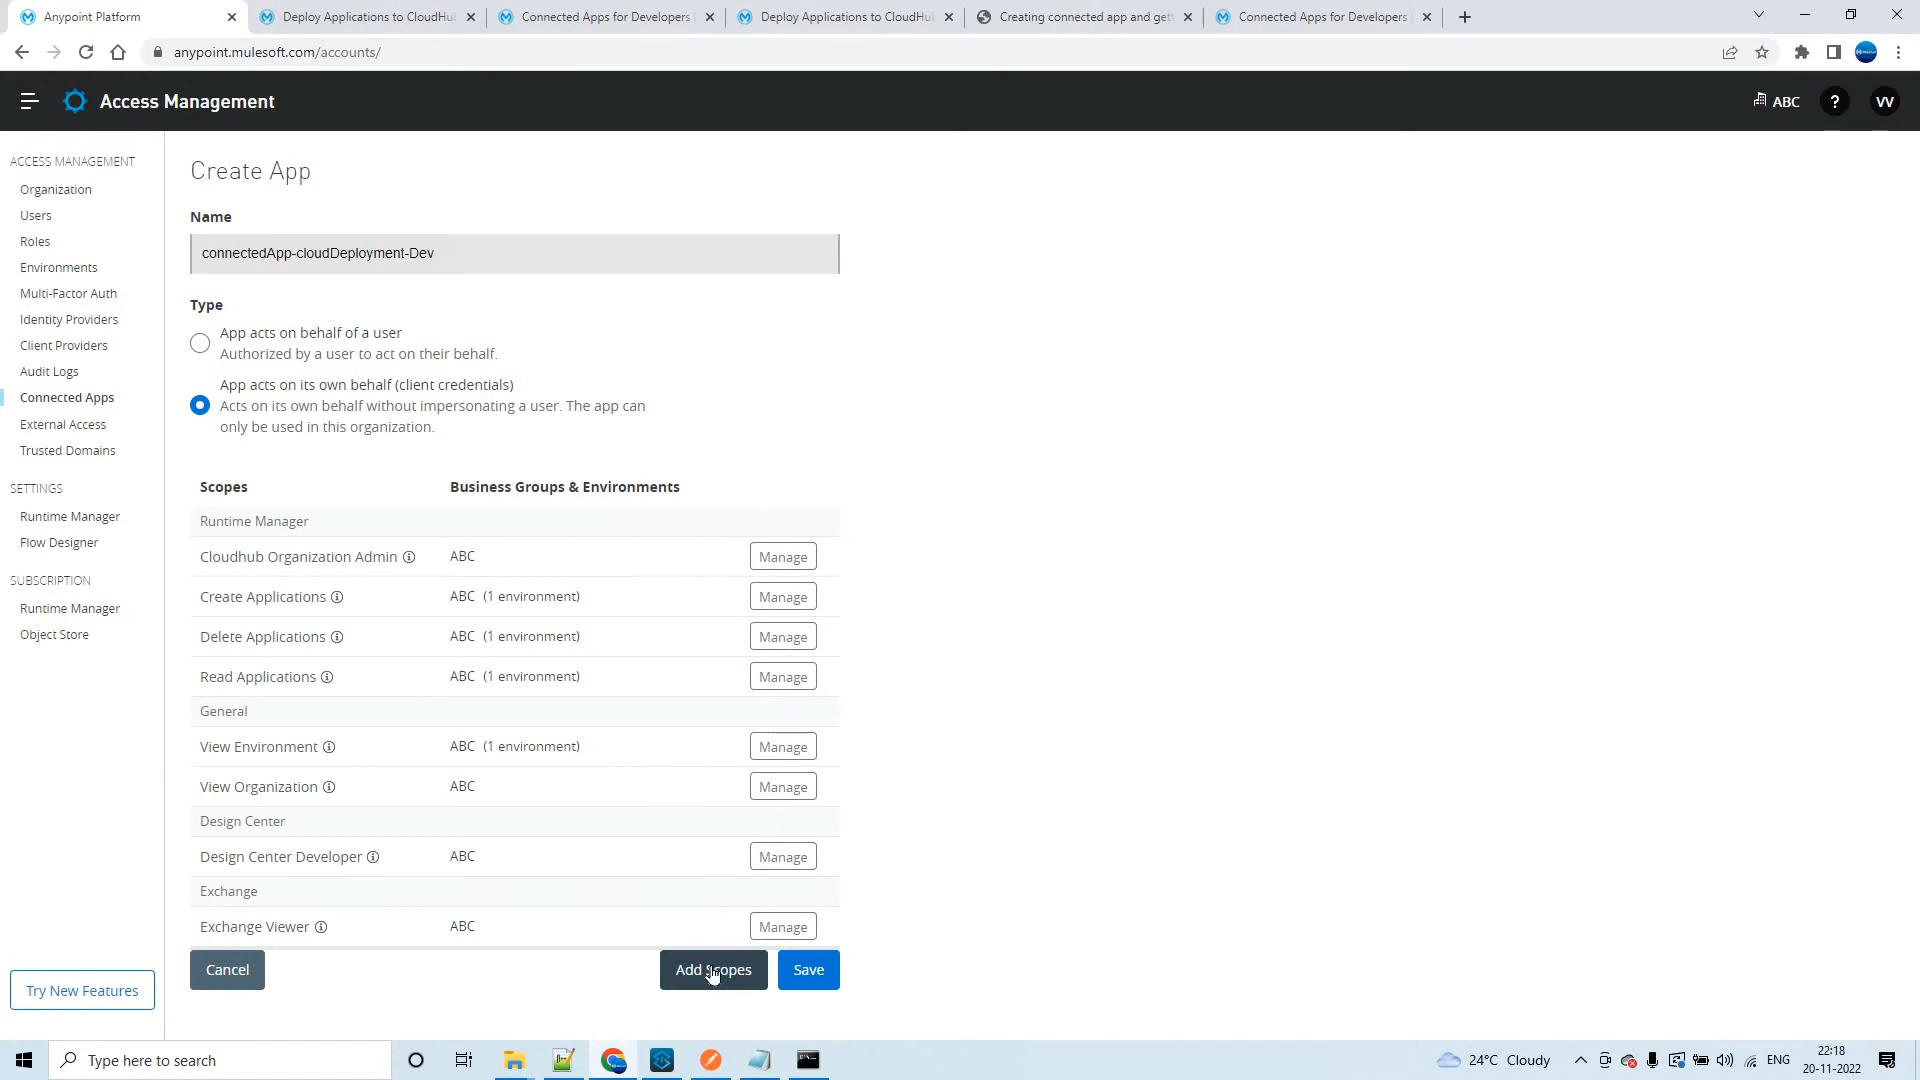 Anypoint Platform
Deploy Applications to CloudHu
Connected Apps for Developers
Deploy Applications to CloudHu
Creating connected app and get
Connected Apps for Developers
anypoint.mulesoft.com/accounts/
Access Management
ABC
?
VV
ACCESS MANAGEMENT
Organization
Users
Roles
Environments
Multi-Factor Auth
Identity Providers
Client Providers
Audit Logs
Connected Apps
External Access
Trusted Domains
SETTINGS
Runtime Manager
Flow Designer
SUBSCRIPTION
Runtime Manager
Object Store
Try New Features
Create App
Name
connectedApp-cloudDeployment-Dev
Type
App acts on behalf of a user
Authorized by a user to act on their behalf.
App acts on its own behalf (client credentials)
Acts on its own behalf without impersonating a user. The app can
only be used in this organization.
Scopes Business Groups & Environments
Runtime Manager
Cloudhub Organization Admin ABC Manage
Create Applications ABC (1 environment) Manage
Delete Applications ABC (1 environment) Manage
Read Applications ABC (1 environment) Manage
General
View Environment ABC (1 environment) Manage
View Organization ABC Manage
Design Center
Design Center Developer ABC Manage
Exchange
Exchange Viewer ABC Manage
Cancel Add Scopes Save
Type here to search
24°C Cloudy
ENG
22:18
20-11-2022